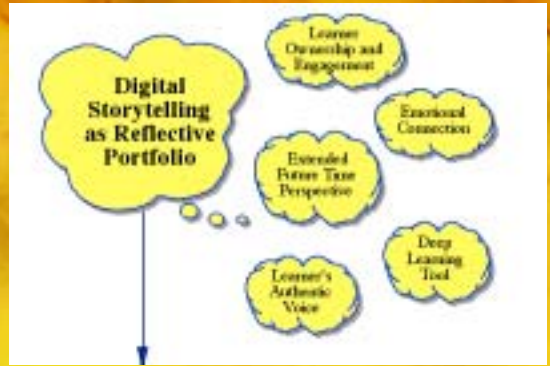 Digital
Storytelling
as Reflective
Portfolio
Learner
Ownership and
Engagement
Emotional
Connection
Extended
Future Time
Perspective
Deep
Learning
Tool
Learner's
Authentic
Voice